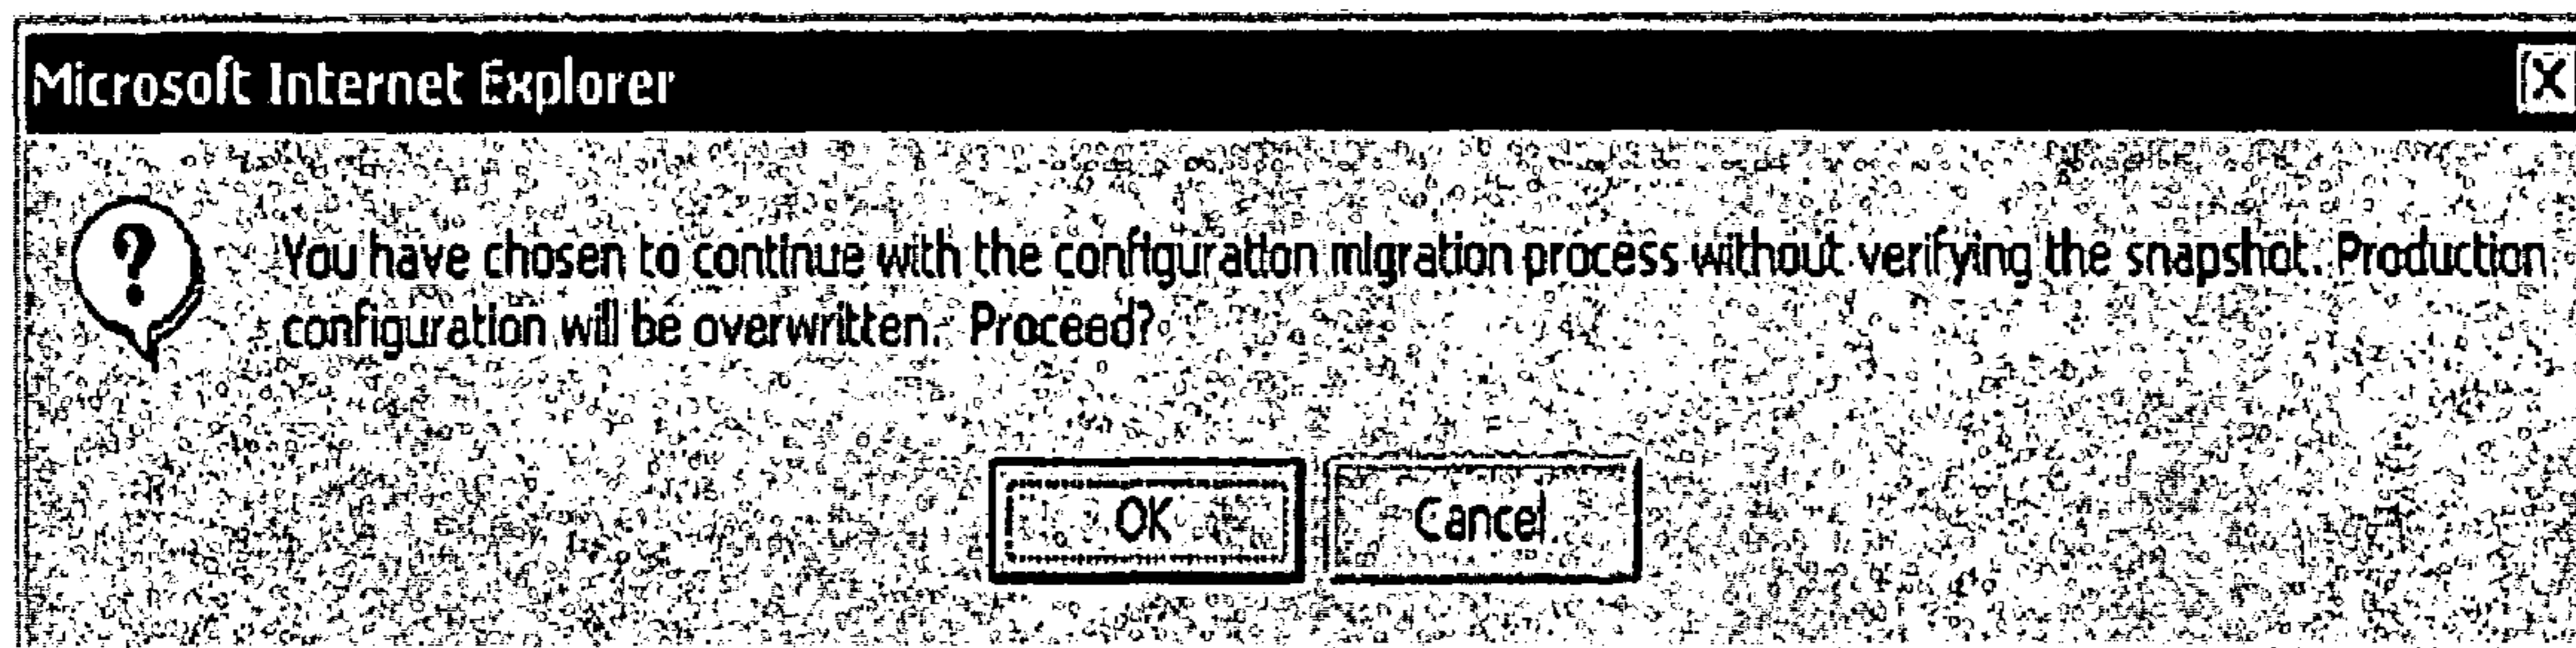 Microsoft Internet Explorer
X
?
You have chosen to continue with the configuration migration process without verifying the snapshot. Production
configuration will be overwritten. Proceed?
OK Cancel